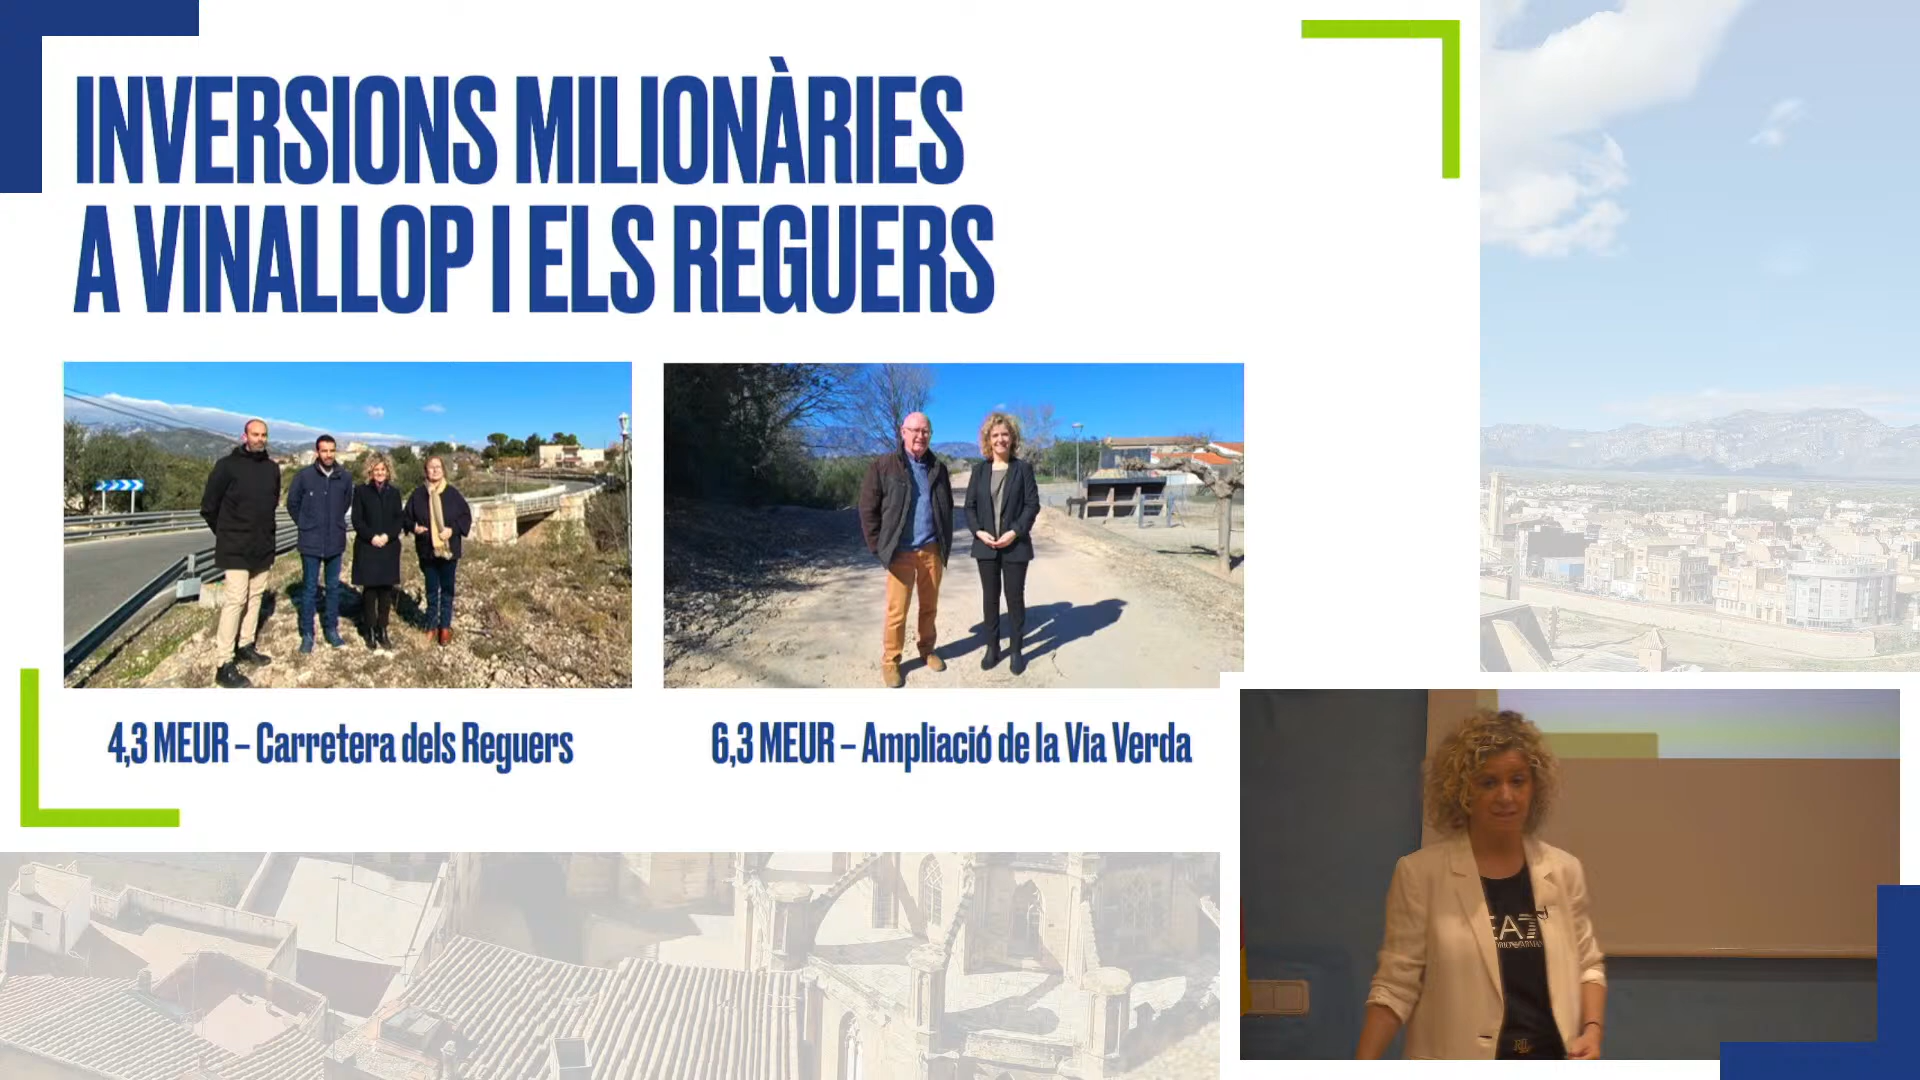 INVERSIONS MILIONÀRIES
A VINALLOP I ELS REGUERS
4,3 MEUR – Carretera dels Reguers
6,3 MEUR – Ampliació de la Via Verda
EA7